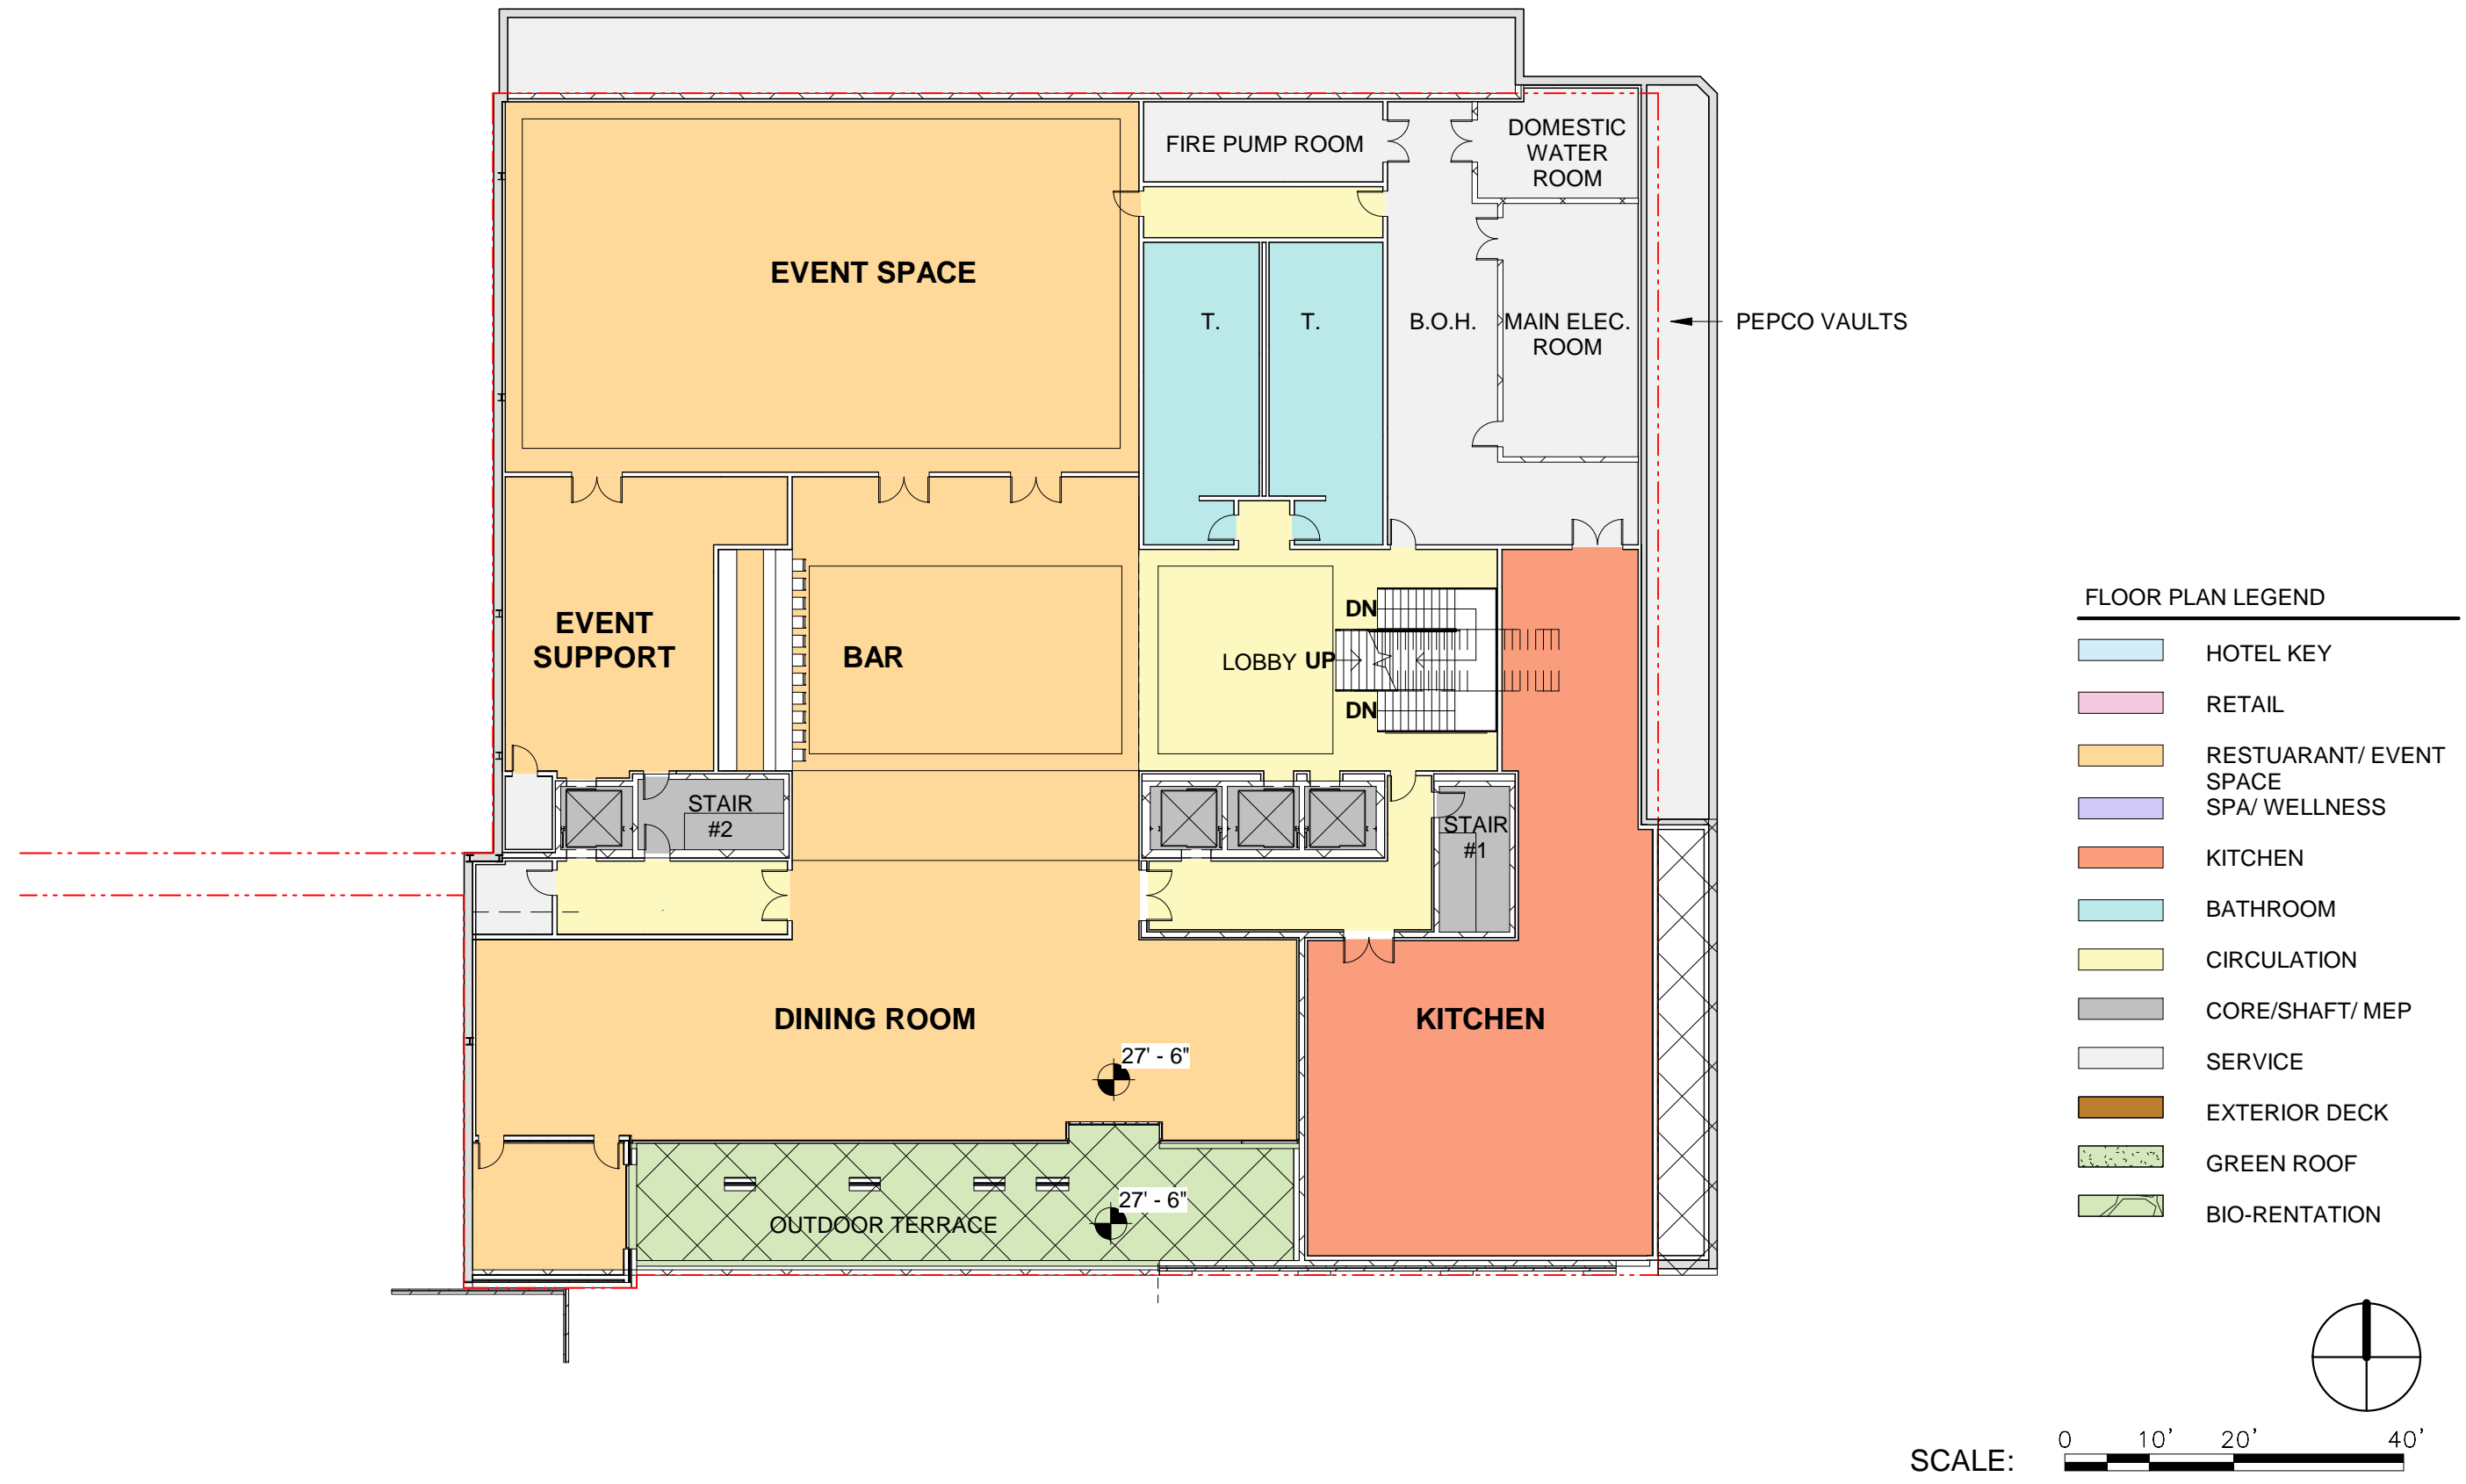 FIRE PUMP ROOM
DOMESTIC
WATER
ROOM
EVENT SPACE
T.
T.
B.O.H.
MAIN ELEC.
ROOM
PEPCO VAULTS
EVENT
SUPPORT
BAR
LOBBY
UP
DN
DN
STAIR
#2
STAIR
#1
DINING ROOM
KITCHEN
27' - 6"
27' - 6"
OUTDOOR TERRACE
FLOOR PLAN LEGEND
HOTEL KEY
RETAIL
RESTUARANT/ EVENT
SPACE
SPA/ WELLNESS
KITCHEN
BATHROOM
CIRCULATION
CORE/SHAFT/ MEP
SERVICE
EXTERIOR DECK
GREEN ROOF
BIO-RENTATION
SCALE:
0 10' 20' 40'